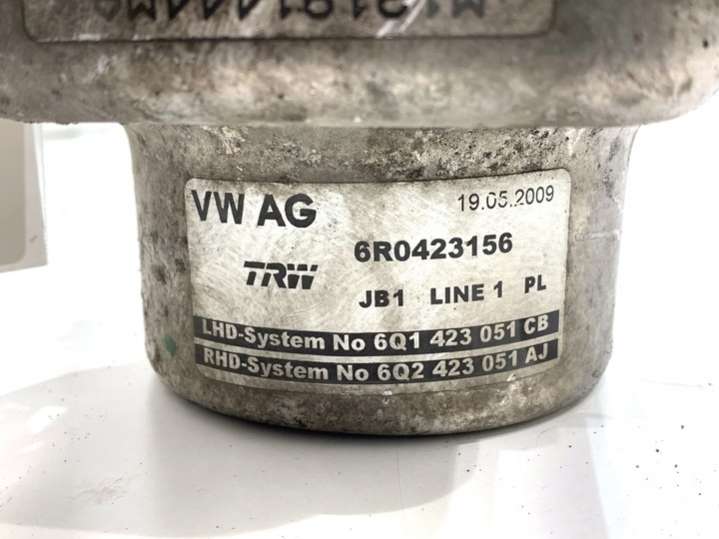 VW AG
19.05.2009
6R0423156
TRW
JB1 LINE 1 PL
LHD-System No 6Q1 423 051 CB
RHD-System No 6Q2 423 051 AJ